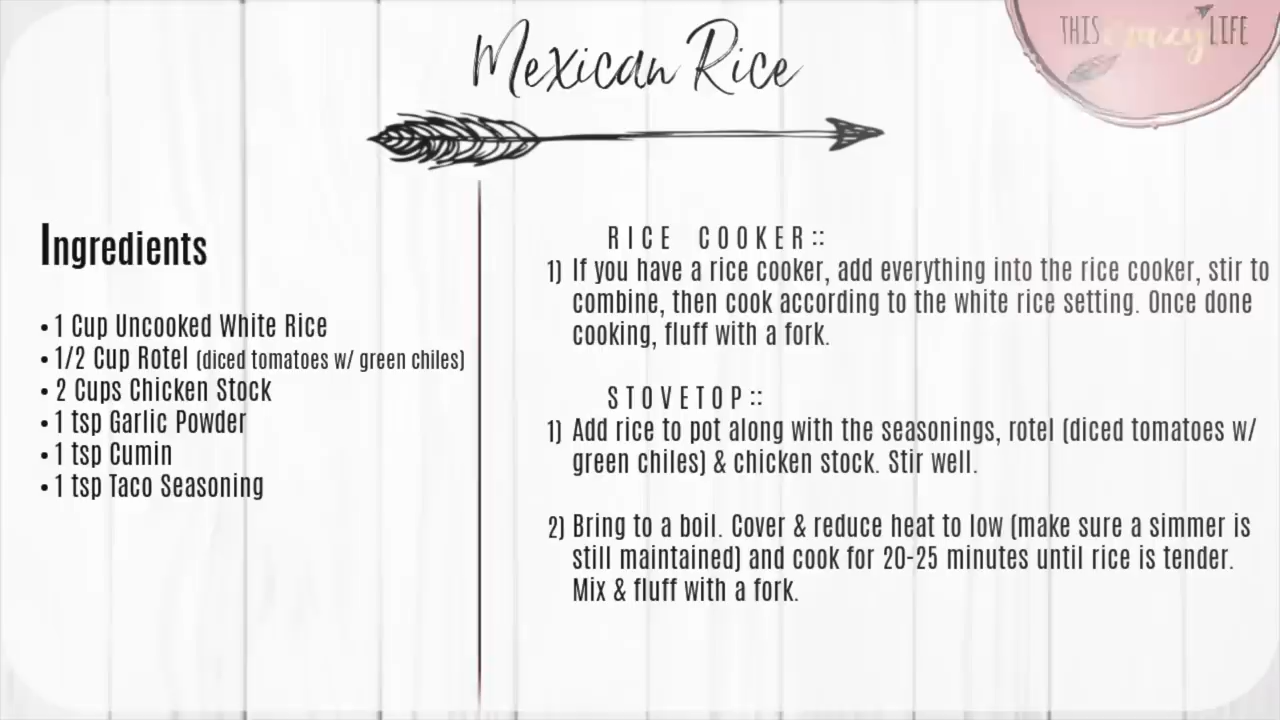 Mexican Rice
THIS crazy LIFE
Ingredients
• 1 Cup Uncooked White Rice
• 1/2 Cup Rotel (diced tomatoes w/ green chiles)
• 2 Cups Chicken Stock
• 1 tsp Garlic Powder
• 1 tsp Cumin
• 1 tsp Taco Seasoning
RICE COOKER::
1) If you have a rice cooker, add everything into the rice cooker, stir to
combine, then cook according to the white rice setting. Once done
cooking, fluff with a fork.
STOVETOP::
1) Add rice to pot along with the seasonings, rotel (diced tomatoes w/
green chiles) & chicken stock. Stir well.
2) Bring to a boil. Cover & reduce heat to low (make sure a simmer is
still maintained) and cook for 20-25 minutes until rice is tender.
Mix & fluff with a fork.